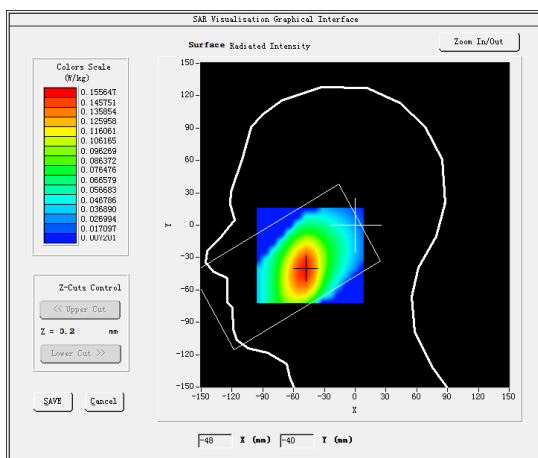 SAR Visualisation Graphical Interface
Surface Radiated Intensity
Zoom In/Out
Colors Scale
(W/kg)
0.155647
0.145751
0.135854
0.125958
0.116061
0.106165
0.096269
0.086372
0.076476
0.066579
0.056683
0.046786
0.036890
0.026994
0.017097
0.007201
Z-Cuts Control
<< Upper Cut
Z = 3.2 mm
Lower Cut >>
SAVE
Cancel
150
120
90
60
30
0
-30
-60
-90
-120
-150
Y
-150 -120 -90 -60 -30 0 30 60 90 120 150
X
-48 X (mm) -40 Y (mm)